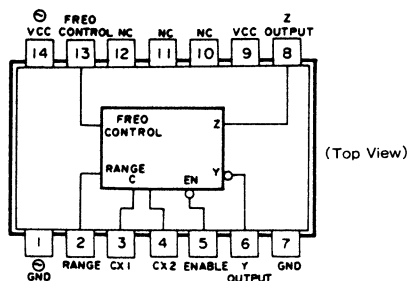 FREQ Z
VCC CONTROL NC NC NC VCC OUTPUT
14 13 12 11 10 9 8
FREQ
CONTROL Z
(Top View)
RANGE Y
C EN
1 2 3 4 5 6 7
GND RANGE CX1 CX2 ENABLE Y GND
OUTPUT